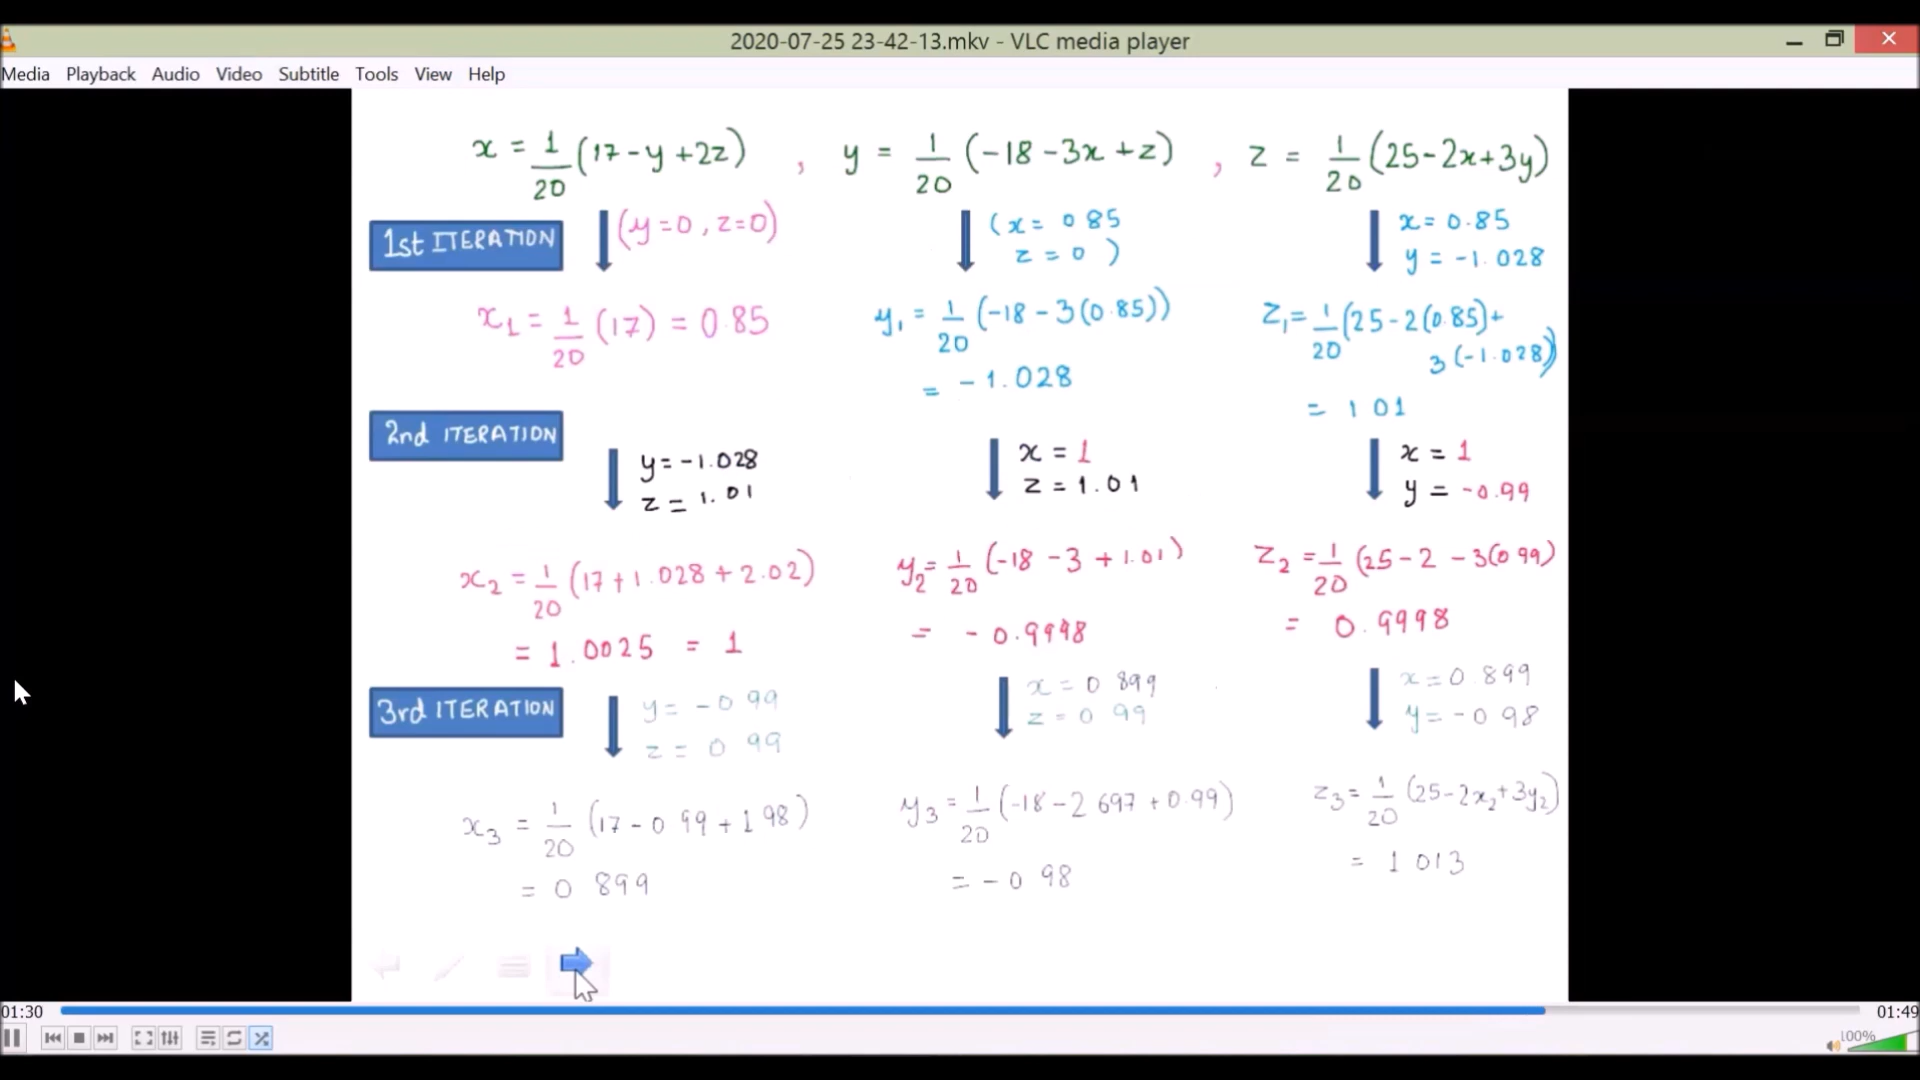 2020-07-25 23-42-13.mkv - VLC media player
Media Playback Audio Video Subtitle Tools View Help
x = 1/20 (17 - y + 2z) , y = 1/20 (-18 - 3x + z) , z = 1/20 (25 - 2x + 3y)
1st ITERATION
(y=0, z=0)
(x = 0 85
z = 0 )
x = 0.85
y = -1.028
x₁ = 1/20 (17) = 0.85
y₁ = 1/20 (-18 - 3(0.85))
= -1.028
z₁ = 1/20 (25 - 2(0.85) +
3(-1.028))
= 1 01
2nd ITERATION
y = -1.028
z = 1.01
x = 1
z = 1.01
x = 1
y = -0.99
x₂ = 1/20 (17 + 1.028 + 2.02)
= 1.0025 = 1
y₂ = 1/20 (-18 - 3 + 1.01)
= -0.9998
z₂ = 1/20 (25 - 2 - 3(0 99)
= 0.9998
3rd ITERATION
y = -0 99
z = 0 99
x = 0 899
z = 0 99
x = 0.899
y = -0 98
x₃ = 1/20 (17 - 0 99 + 1 98)
= 0 899
y₃ = 1/20 (-18 - 2 697 + 0.99)
= -0 98
z₃ = 1/20 (25 - 2x₂ + 3y₂)
= 1 013
01:30
01:49
100%